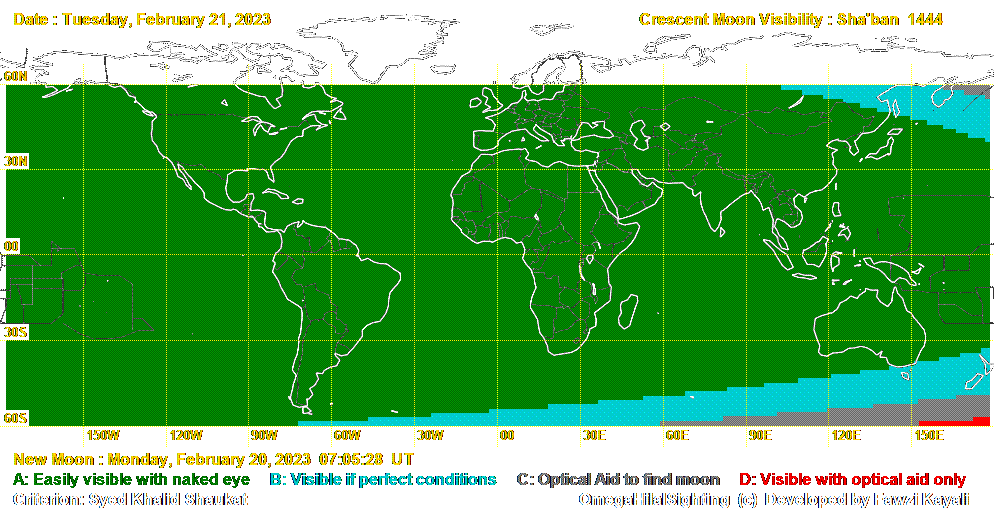 Date : Tuesday, February 21, 2023
Crescent Moon Visibility : Sha'ban 1444
60N
30N
00
30S
60S
150W 120W 90W 60W 30W 00 30E 60E 90E 120E 150E
New Moon : Monday, February 20, 2023 07:05:28 UT
A: Easily visible with naked eye B: Visible if perfect conditions C: Optical Aid to find moon D: Visible with optical aid only
Criterion: Syed Khalid Shaukat OmegaHilalSighting (c) Developed by Fawzi Kayali